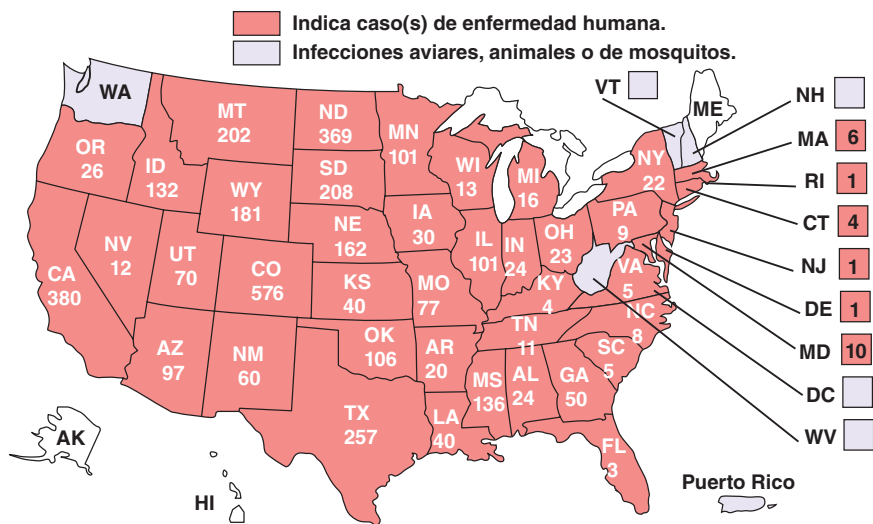 Indica caso(s) de enfermedad humana.
Infecciones aviares, animales o de mosquitos.
WA
VT
ME
NH
MT
202
ND
369
MN
101
OR
26
ID
132
WY
181
SD
208
WI
13
MI
16
NY
22
MA 6
RI 1
CT 4
NE
162
IA
30
PA
9
NV
12
UT
70
CO
576
KS
40
MO
77
IL
101
IN
24
OH
23
NJ 1
CA
380
KY
4
VA
5
DE 1
NC
8
MD 10
AZ
97
NM
60
OK
106
AR
20
TN
11
SC
5
DC
MS
136
AL
24
GA
50
WV
TX
257
LA
40
FL
3
AK
HI
Puerto Rico